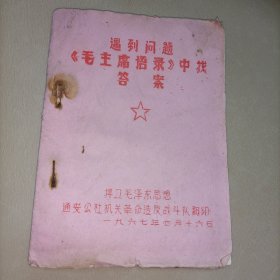 遇到问题
《毛主席语录》中找
答案
捍卫毛泽东思想
通安公社机关革命造反战斗队翻印
一九六七年七月十六日